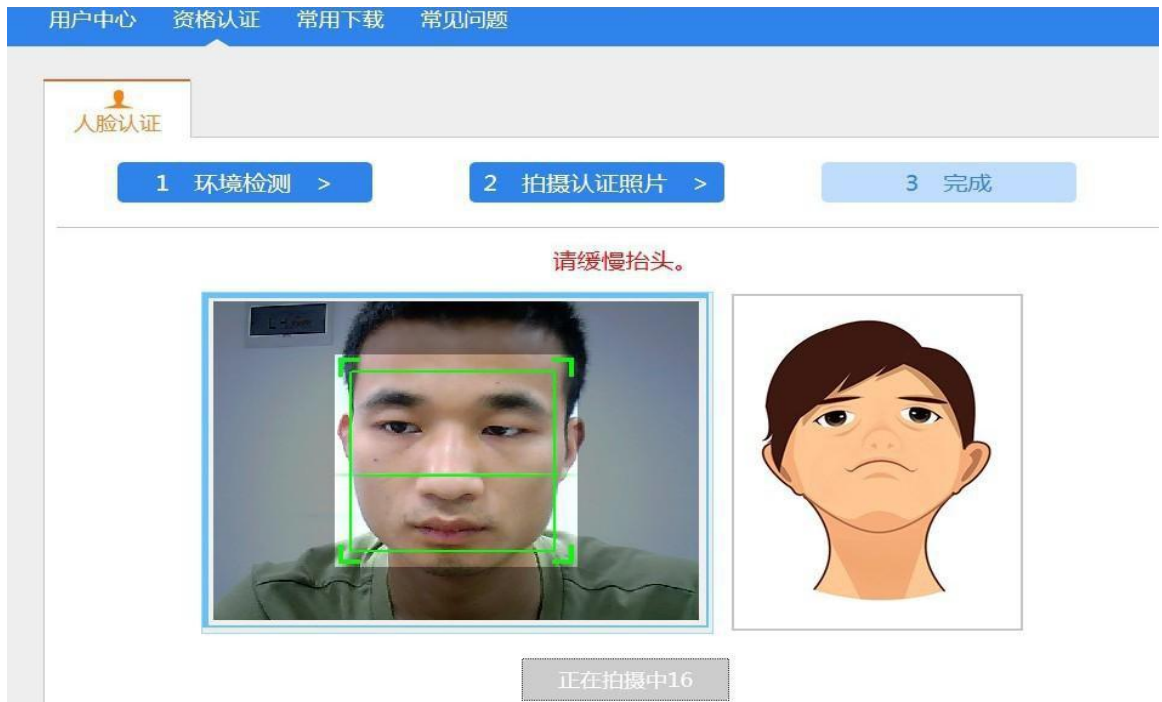 用户中心 资格认证 常用下载 常见问题
人脸认证
1 环境检测 > 2 拍摄认证照片 > 3 完成
请缓慢抬头。
正在拍摄中16